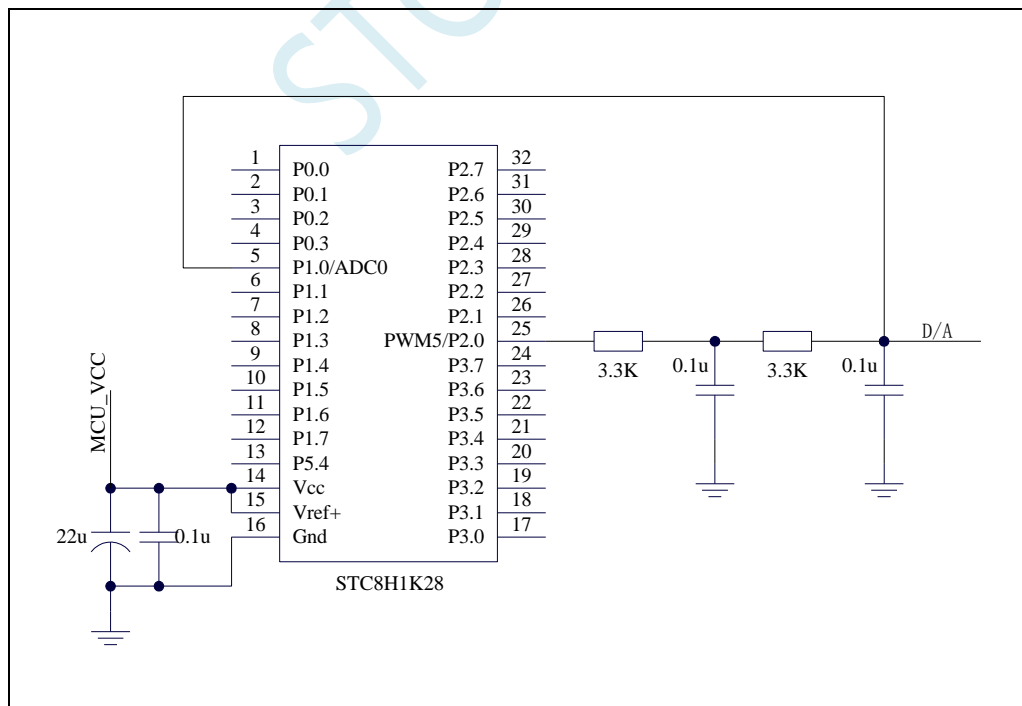 STC
1 P0.0 P2.7 32
2 P0.1 P2.6 31
3 P0.2 P2.5 30
4 P0.3 P2.4 29
5 P1.0/ADC0 P2.3 28
6 P1.1 P2.2 27
7 P1.2 P2.1 26
8 P1.3 PWM5/P2.0 25
9 P1.4 P3.7 24
10 P1.5 P3.6 23
11 P1.6 P3.5 22
12 P1.7 P3.4 21
13 P5.4 P3.3 20
14 Vcc P3.2 19
15 Vref+ P3.1 18
16 Gnd P3.0 17
STC8H1K28
3.3K
0.1u
3.3K
0.1u
D/A
MCU_VCC
22u
0.1u